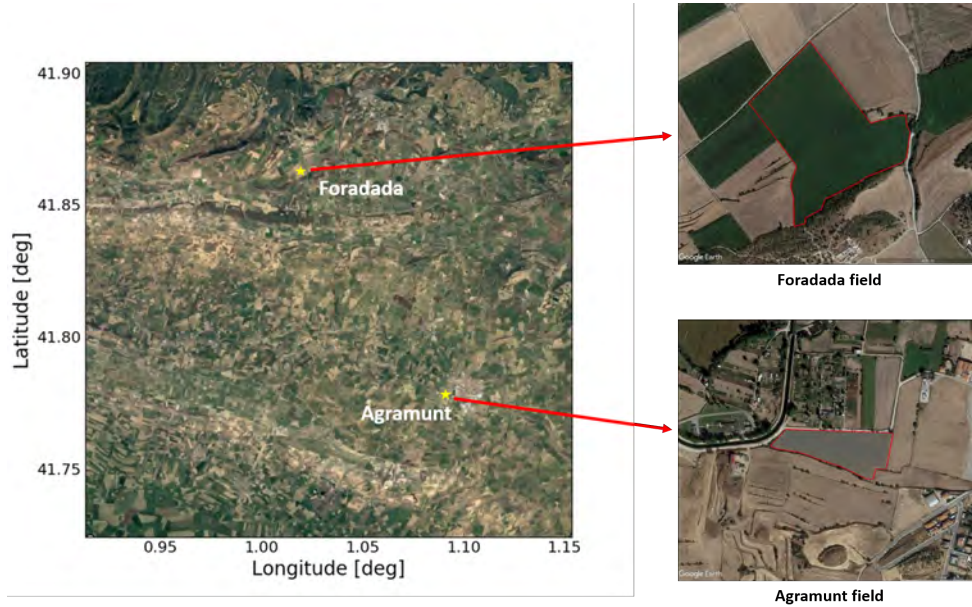 41.90
41.85
41.80
41.75
Latitude [deg]
0.95
1.00
1.05
1.10
1.15
Longitude [deg]
Foradada
Agramunt
Google Earth
Foradada field
Google Earth
Agramunt field